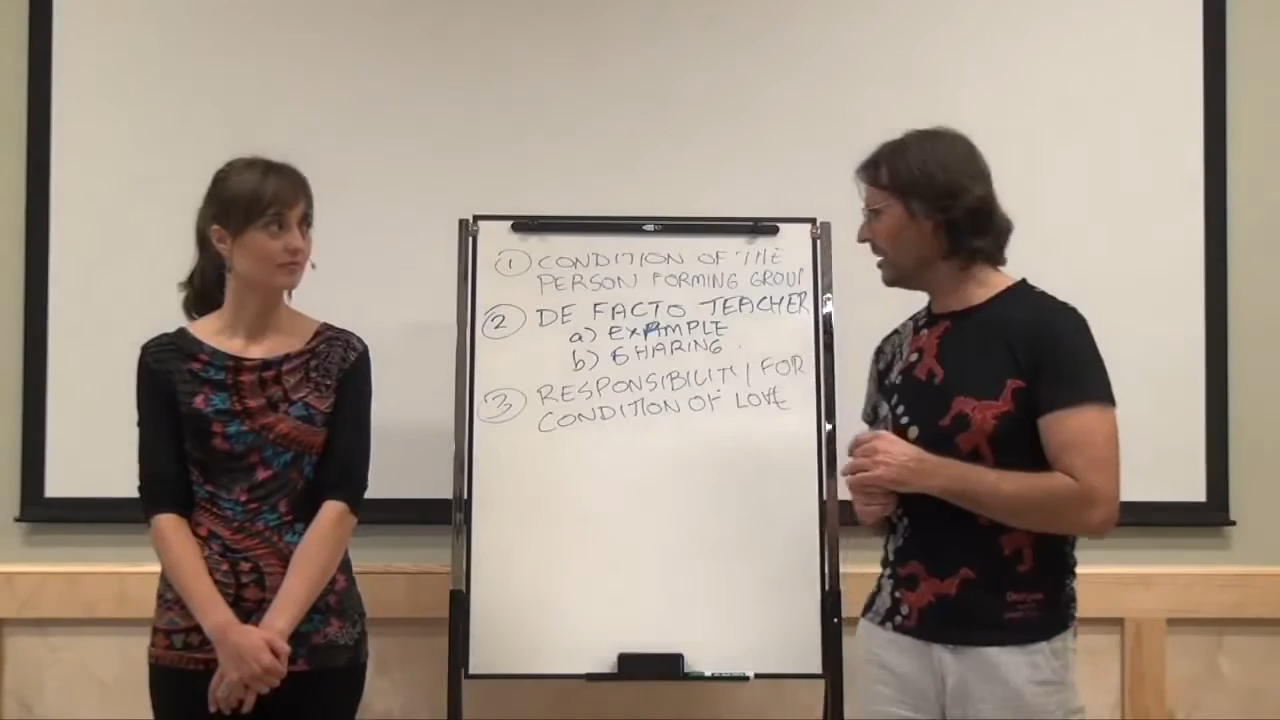 1 CONDITION OF THE
PERSON FORMING GROUP
2 DE FACTO TEACHER
a) EXAMPLE
b) SHARING
3 RESPONSIBILITY FOR
CONDITION OF LOVE